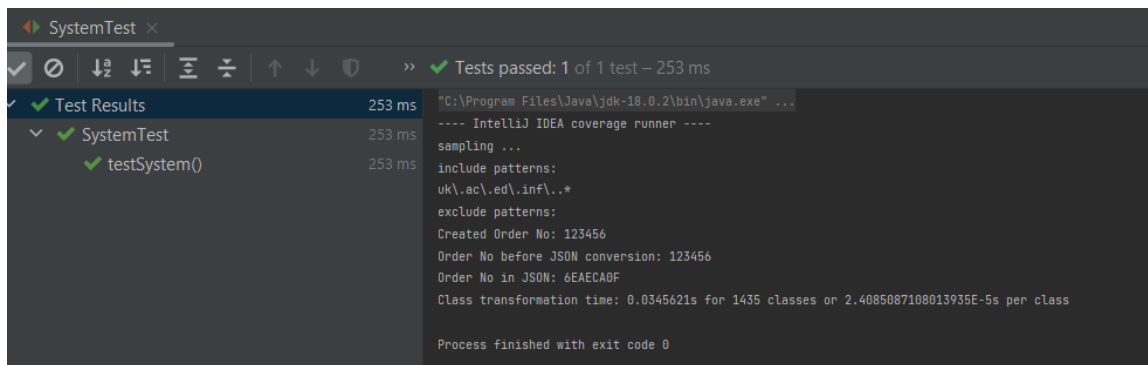 SystemTest
Tests passed: 1 of 1 test – 253 ms
Test Results 253 ms
SystemTest 253 ms
testSystem() 253 ms
"C:\Program Files\Java\jdk-18.0.2\bin\java.exe" ...
---- IntelliJ IDEA coverage runner ----
sampling ...
include patterns:
uk\.ac\.ed\.inf\..*
exclude patterns:
Created Order No: 123456
Order No before JSON conversion: 123456
Order No in JSON: 6EAECA0F
Class transformation time: 0.0345621s for 1435 classes or 2.4085087108013935E-5s per class
Process finished with exit code 0